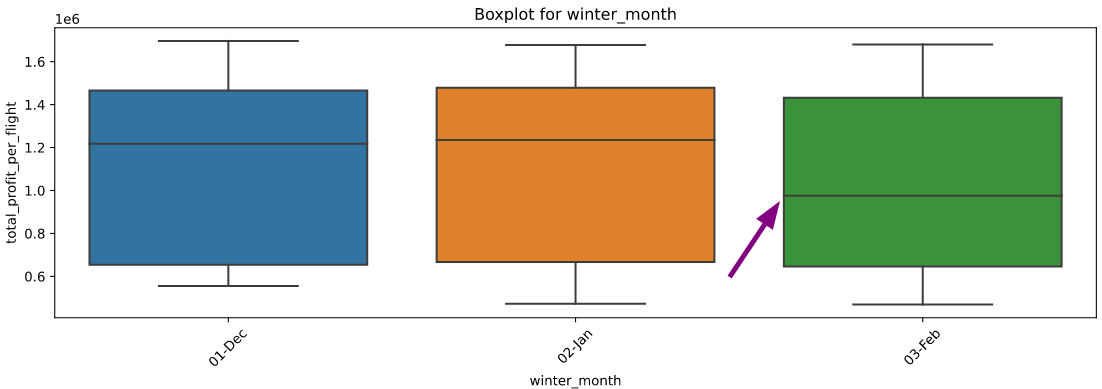 Boxplot for winter_month
1e6
1.6
1.4
1.2
1.0
0.8
0.6
total_profit_per_flight
01-Dec
02-Jan
03-Feb
winter_month